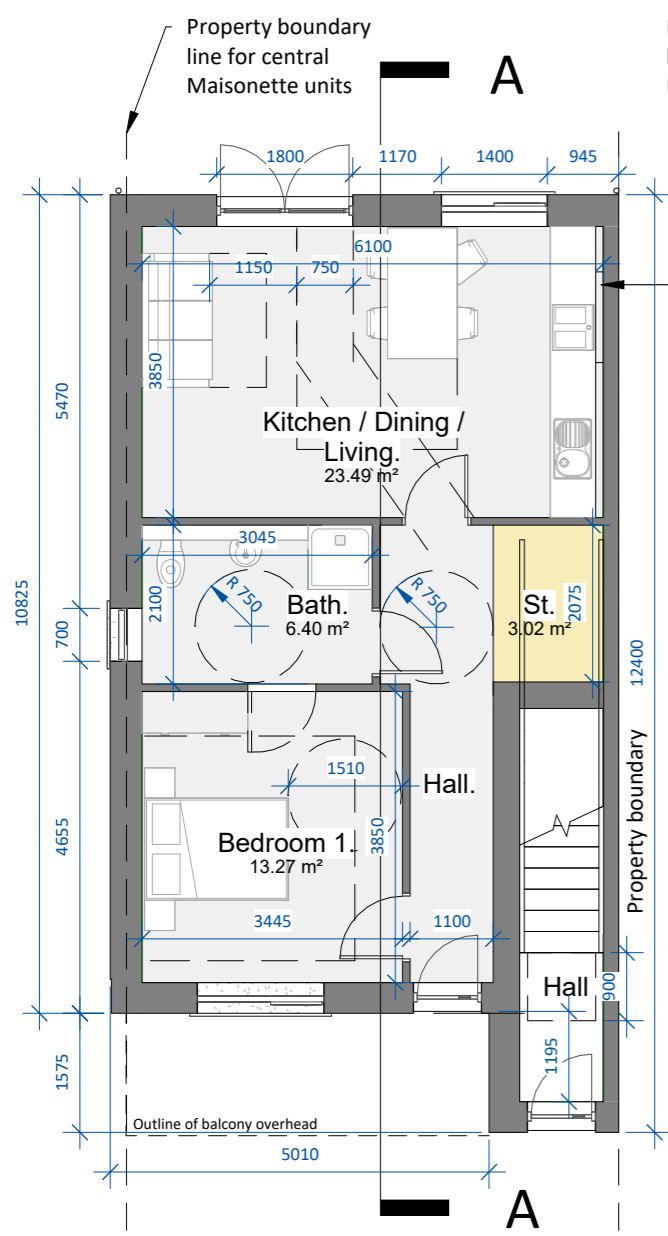 Property boundary
line for central
Maisonette units
A
1800
1170
1400
945
6100
1150
750
3850
5470
Kitchen / Dining /
Living.
23.49 m²
3045
2100
R 750
Bath.
6.40 m²
R 750
St.
3.02 m²
2075
10825
700
12400
1510
Hall.
3850
Bedroom 1.
13.27 m²
4655
Property boundary
3445
1100
Hall
900
1195
1575
Outline of balcony overhead
5010
A